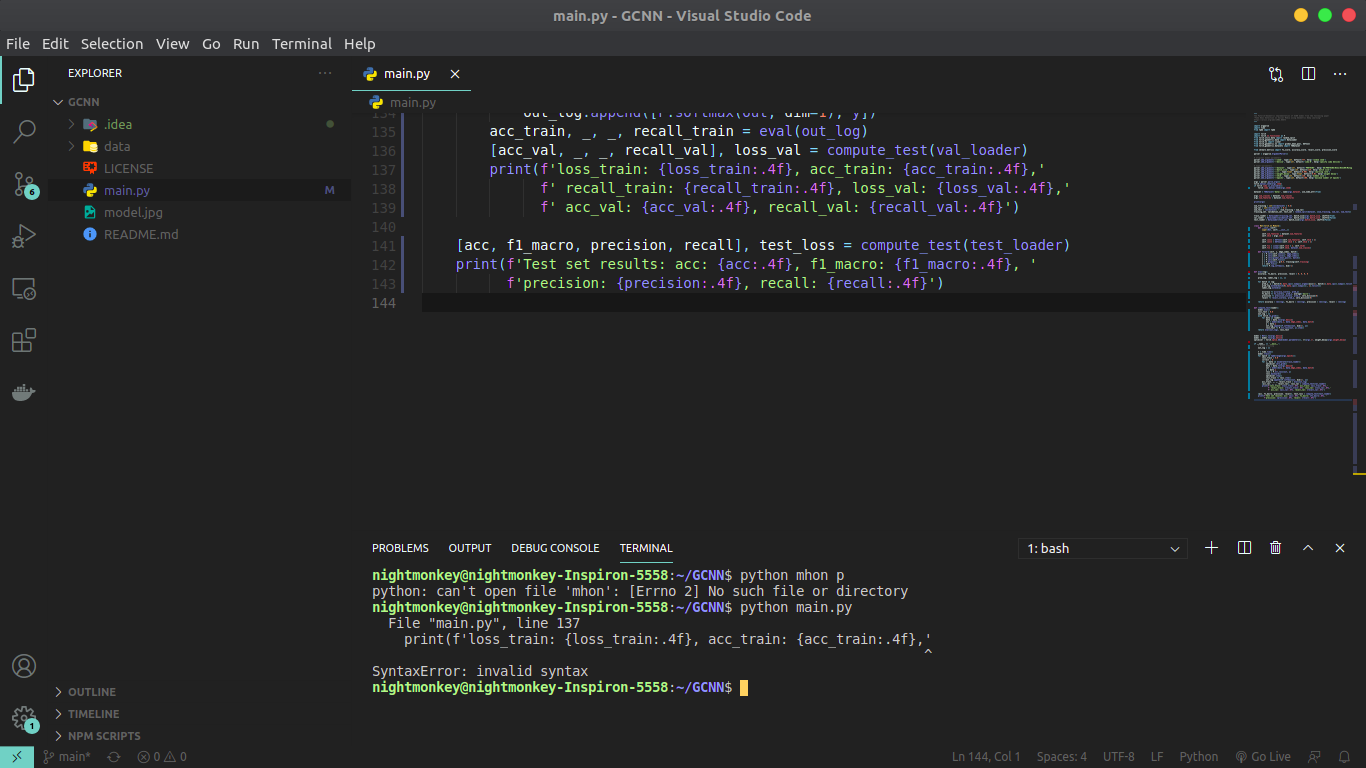 main.py - GCNN - Visual Studio Code
File Edit Selection View Go Run Terminal Help
EXPLORER
GCNN
.idea
data
LICENSE
main.py M
model.jpg
README.md
OUTLINE
TIMELINE
NPM SCRIPTS
6
1
main.py
main.py
134 out_log.append([F.softmax(out, dim=1), y])
135 acc_train, _, _, recall_train = eval(out_log)
136 [acc_val, _, _, recall_val], loss_val = compute_test(val_loader)
137 print(f'loss_train: {loss_train:.4f}, acc_train: {acc_train:.4f},'
138 f' recall_train: {recall_train:.4f}, loss_val: {loss_val:.4f},'
139 f' acc_val: {acc_val:.4f}, recall_val: {recall_val:.4f}')
140
141 [acc, f1_macro, precision, recall], test_loss = compute_test(test_loader)
142 print(f'Test set results: acc: {acc:.4f}, f1_macro: {f1_macro:.4f}, '
143 f'precision: {precision:.4f}, recall: {recall:.4f}')
144
PROBLEMS OUTPUT DEBUG CONSOLE TERMINAL
1: bash
nightmonkey@nightmonkey-Inspiron-5558:~/GCNN$ python mhon p
python: can't open file 'mhon': [Errno 2] No such file or directory
nightmonkey@nightmonkey-Inspiron-5558:~/GCNN$ python main.py
File "main.py", line 137
print(f'loss_train: {loss_train:.4f}, acc_train: {acc_train:.4f},'
^
SyntaxError: invalid syntax
nightmonkey@nightmonkey-Inspiron-5558:~/GCNN$
main* 0 0 Ln 144, Col 1 Spaces: 4 UTF-8 LF Python Go Live